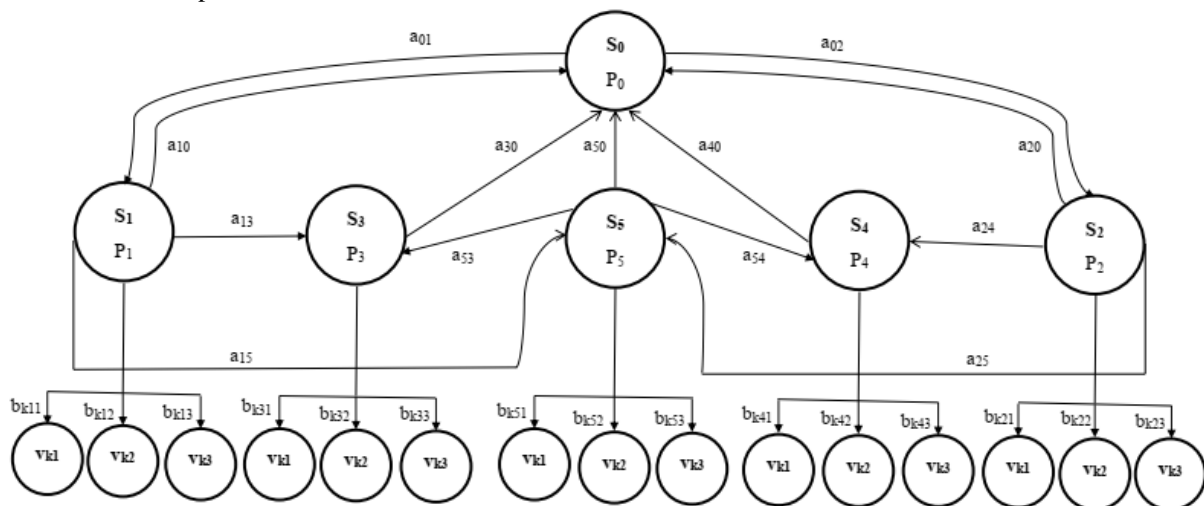 a01
S0
a02
P0
a10
a30
a50
a40
a20
S1
a13
S3
S5
S4
a24
S2
P1
P3
a53
P5
a54
P4
P2
a15
a25
bk11
bk12
bk13
bk31
bk32
bk33
bk51
bk52
bk53
bk41
bk42
bk43
bk21
bk22
bk23
vk1
vk2
vk3
vk1
vk2
vk3
vk1
vk2
vk3
vk1
vk2
vk3
vk1
vk2
vk3